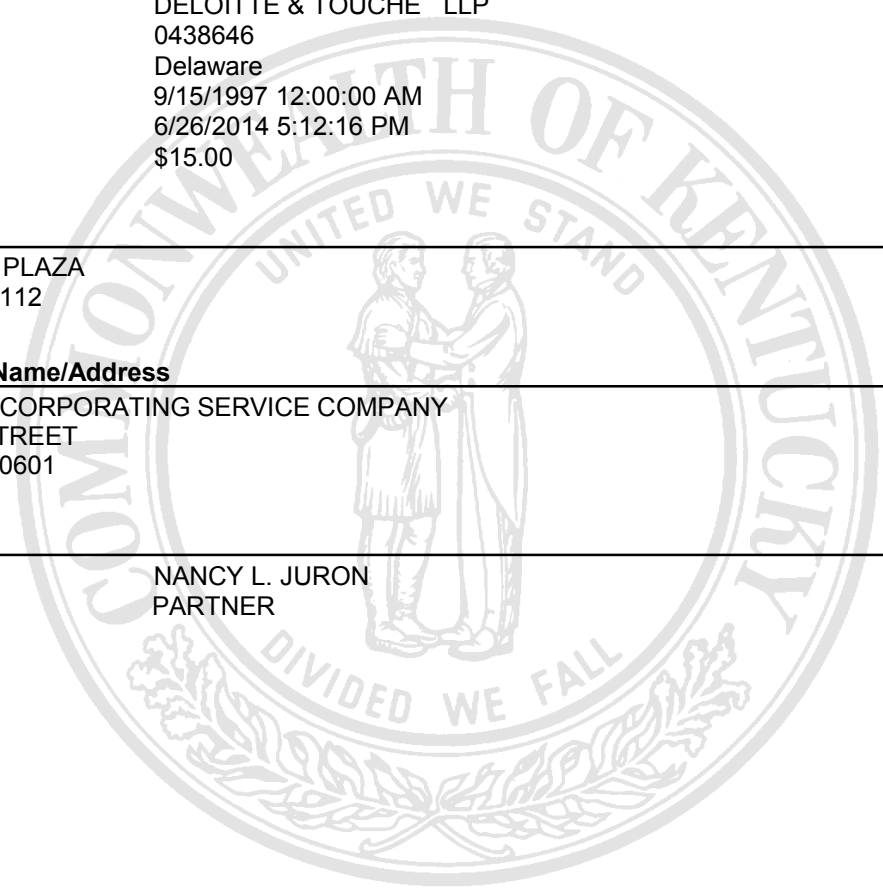 DELOITTE & TOUCHE LLP
0438646
Delaware
9/15/1997 12:00:00 AM
6/26/2014 5:12:16 PM
$15.00
PLAZA
112
Name/Address
CORPORATING SERVICE COMPANY
TREET
0601
NANCY L. JURON
PARTNER
COMMONWEALTH OF KENTUCKY
UNITED WE STAND
DIVIDED WE FALL